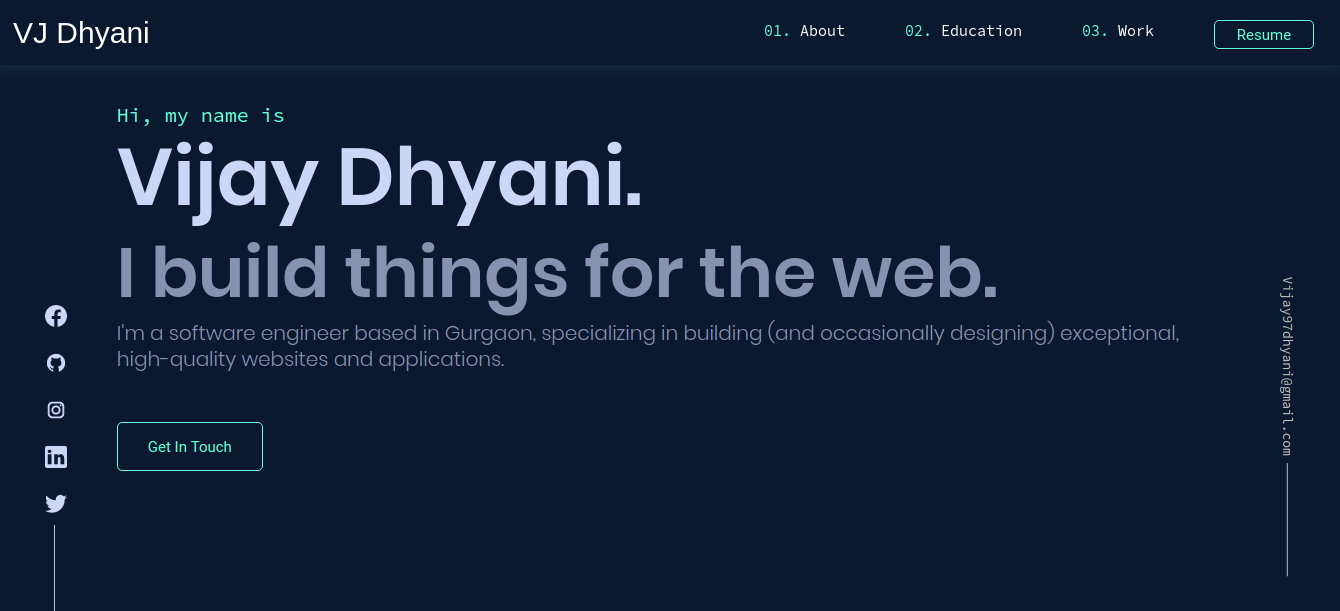 VJ Dhyani
01. About
02. Education
03. Work
Resume
Hi, my name is
Vijay Dhyani.
I build things for the web.
I'm a software engineer based in Gurgaon, specializing in building (and occasionally designing) exceptional,
high-quality websites and applications.
Get In Touch
Vijay97dhyani@gmail.com